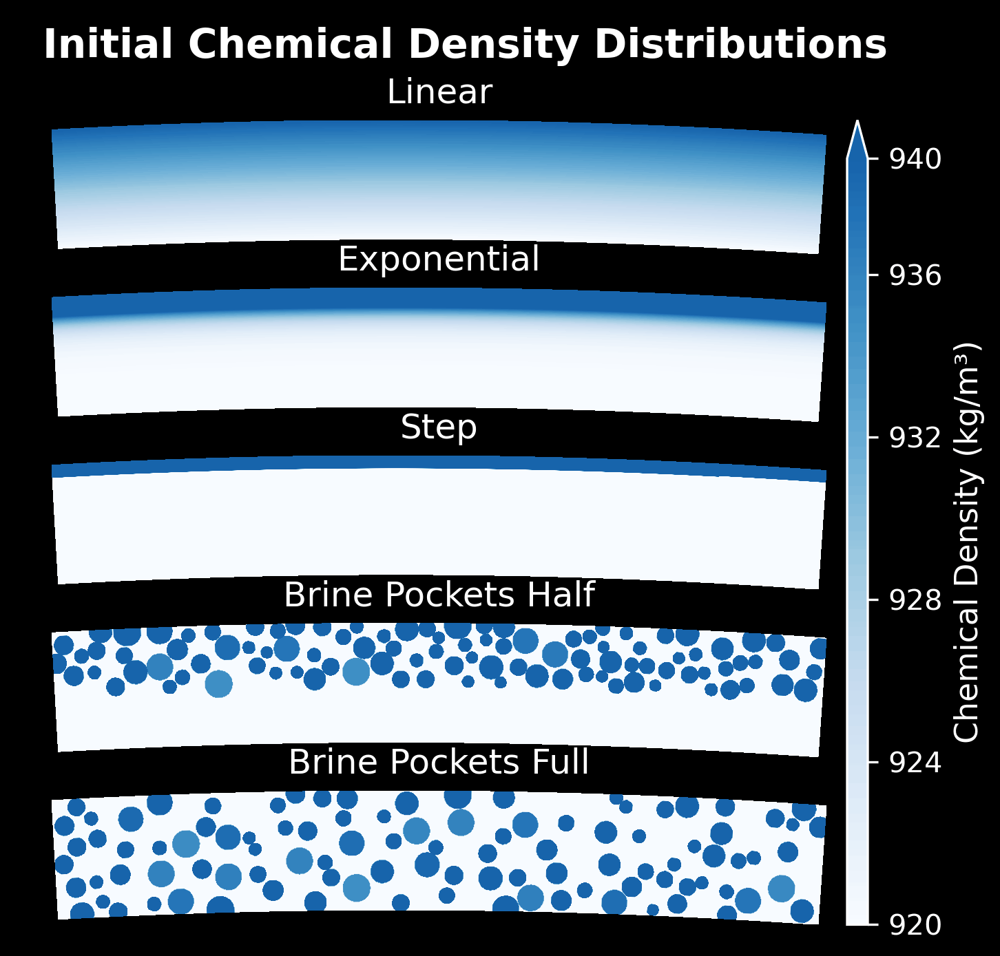 Initial Chemical Density Distributions
Linear
Exponential
Step
Brine Pockets Half
Brine Pockets Full
940
936
932
928
924
920
Chemical Density (kg/m³)